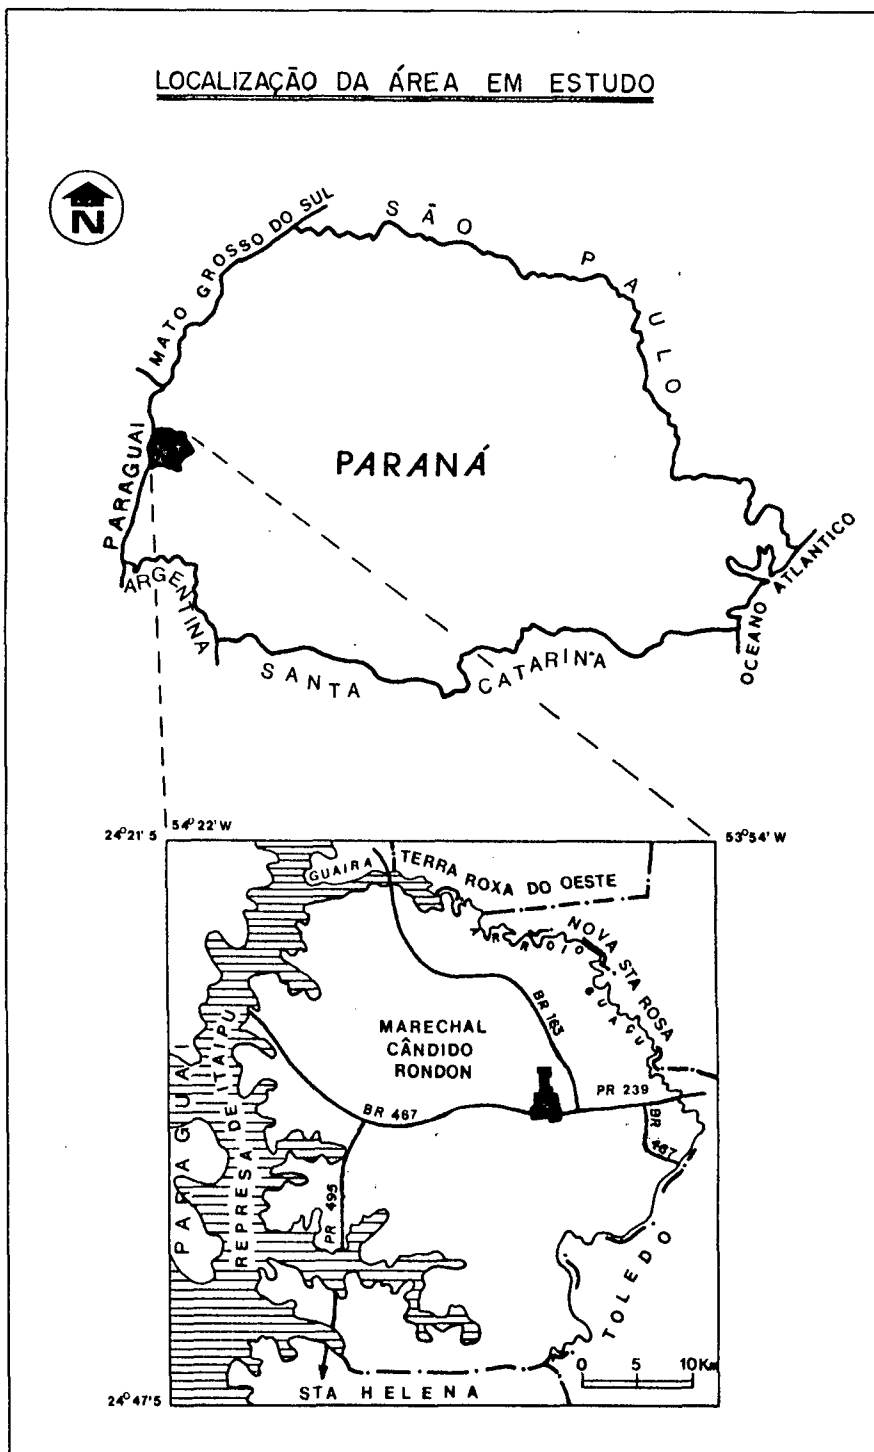 LOCALIZAÇÃO DA ÁREA EM ESTUDO
N
MATO GROSSO DO SUL
SÃO PAULO
PARAGUAI
PARANÁ
ARGENTINA
SANTA CATARINA
OCEANO ATLANTICO
24°21'S
54°22'W
53°54'W
GUAIRA
TERRA ROXA DO OESTE
NOVA STA ROSA
ARROIO GUAÇU
BR 163
MARECHAL
CÂNDIDO
RONDON
PARAGUAI
REPRESA DE ITAIPU
BR 467
PR 239
BR 467
PR 495
TOLEDO
0 5 10Km
STA HELENA
24°47'5